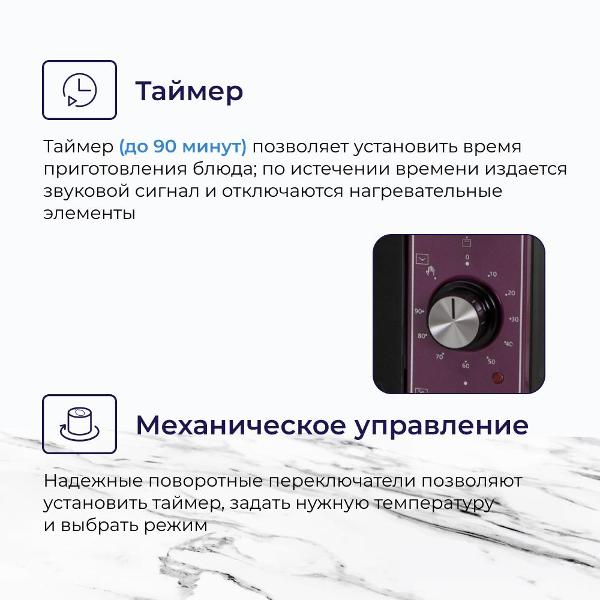 Таймер
Таймер (до 90 минут) позволяет установить время
приготовления блюда; по истечении времени издается
звуковой сигнал и отключаются нагревательные
элементы
0
10
20
30
40
50
60
70
80
90
Механическое управление
Надежные поворотные переключатели позволяют
установить таймер, задать нужную температуру
и выбрать режим